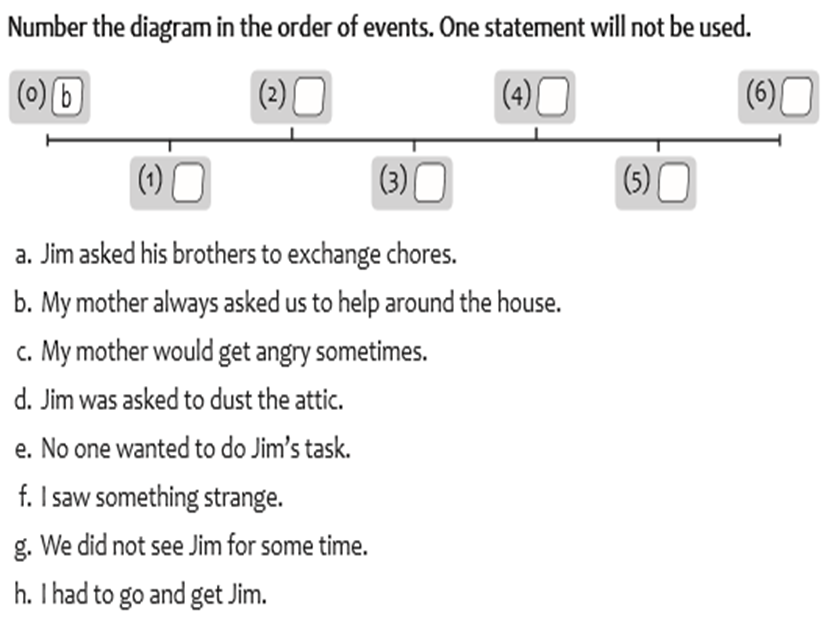 Number the diagram in the order of events. One statement will not be used.
(0) b (2) (4) (6)
(1) (3) (5)
a. Jim asked his brothers to exchange chores.
b. My mother always asked us to help around the house.
c. My mother would get angry sometimes.
d. Jim was asked to dust the attic.
e. No one wanted to do Jim's task.
f. I saw something strange.
g. We did not see Jim for some time.
h. I had to go and get Jim.